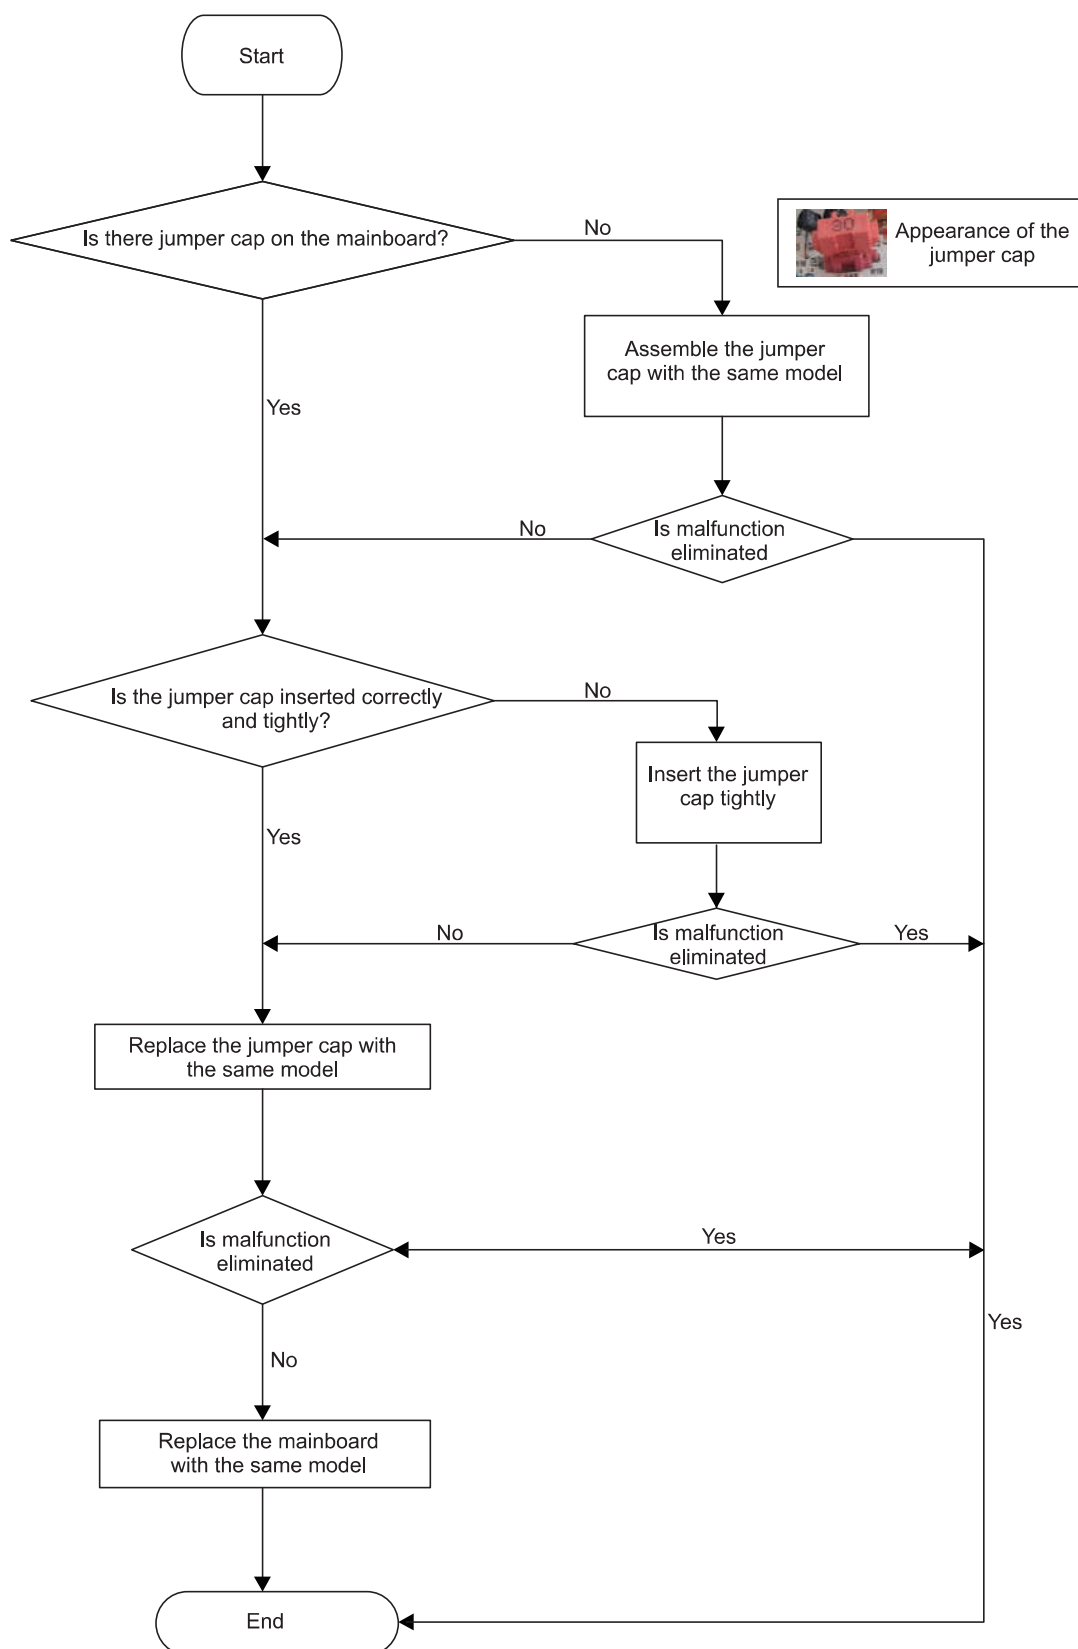 Start
Is there jumper cap on the mainboard?
No
Appearance of the
jumper cap
Assemble the jumper
cap with the same model
Yes
No
Is malfunction
eliminated
Is the jumper cap inserted correctly
and tightly?
No
Insert the jumper
cap tightly
Yes
No
Is malfunction
eliminated
Yes
Replace the jumper cap with
the same model
Is malfunction
eliminated
Yes
Yes
No
Replace the mainboard
with the same model
End